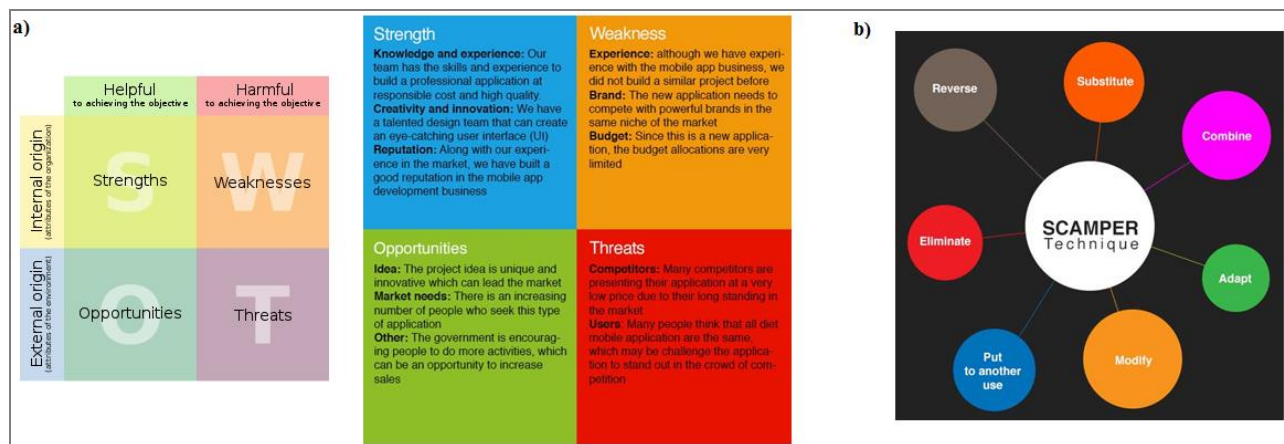 a)
Helpful
to achieving the objective
Harmful
to achieving the objective
Internal origin
(attributes of the organization)
S
Strengths
W
Weaknesses
External origin
(attributes of the environment)
O
Opportunities
T
Threats
Strength
Knowledge and experience: Our
team has the skills and experience to
build a professional application at
responsible cost and high quality.
Creativity and innovation: We have
a talented design team that can create
an eye-catching user interface (UI)
Reputation: Along with our experi-
ence in the market, we have built a
good reputation in the mobile app
development business
Weakness
Experience: although we have experi-
ence with the mobile app business, we
did not build a similar project before
Brand: The new application needs to
compete with powerful brands in the
same niche of the market
Budget: Since this is a new applica-
tion, the budget allocations are very
limited
Opportunities
Idea: The project idea is unique and
innovative which can lead the market
Market needs: There is an increasing
number of people who seek this type
of application
Other: The government is encourag-
ing people to do more activities, which
can be an opportunity to increase
sales
Threats
Competitors: Many competitors are
presenting their application at a very
low price due to their long standing in
the market
Users: Many people think that all diet
mobile application are the same,
which may be challenge the applica-
tion to stand out in the crowd of com-
petition
b)
Reverse
Substitute
Combine
SCAMPER
Technique
Eliminate
Adapt
Put
to another
use
Modify